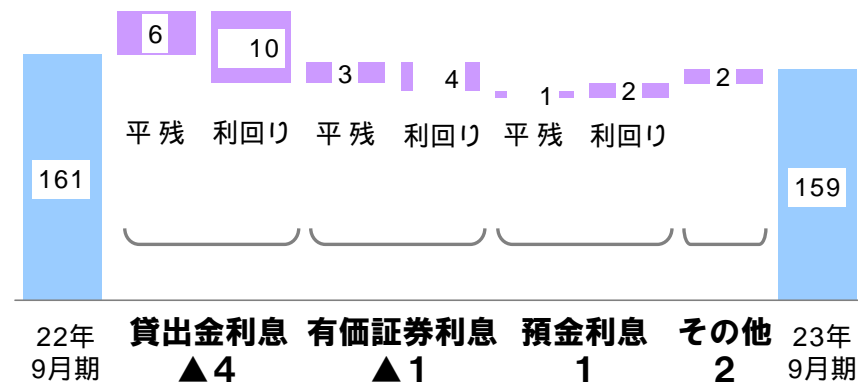 6
10
3
4
1
2
2
平 残
利回り
平 残
利回り
平 残
利回り
161
159
22年
9月期
貸出金利息
▲4
有価証券利息
▲1
預金利息
1
その他
2
23年
9月期